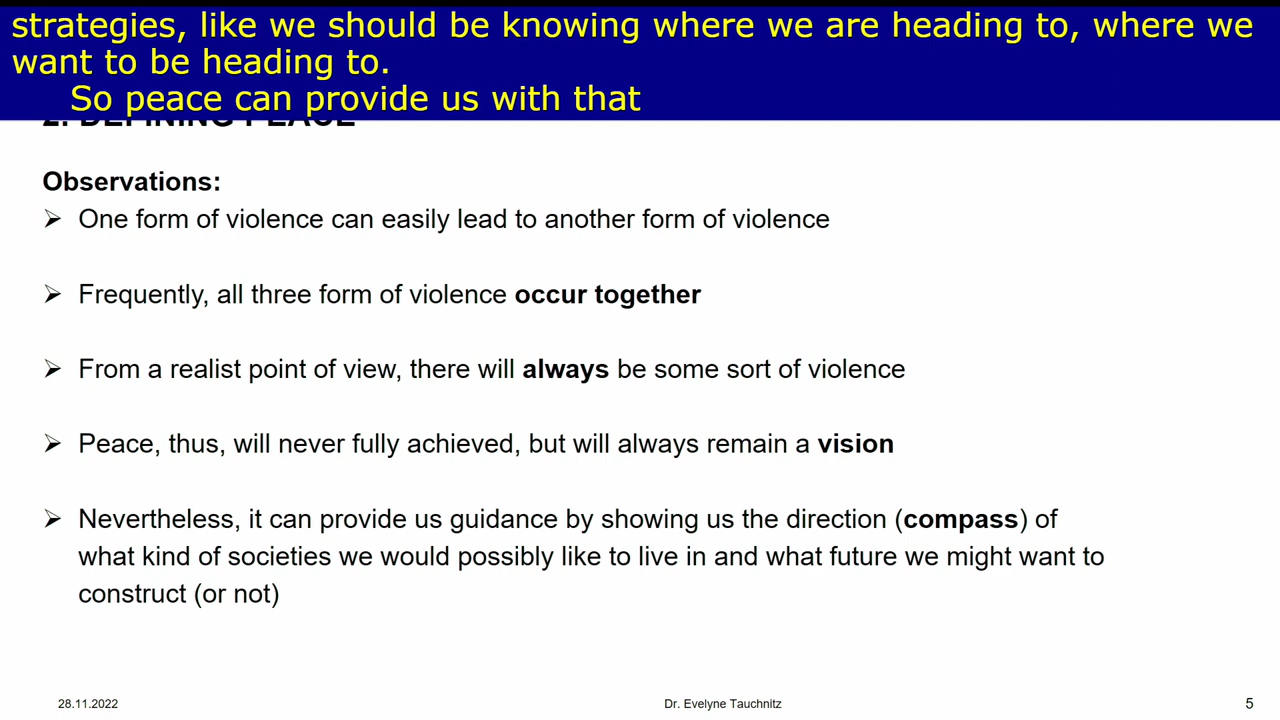 strategies, like we should be knowing where we are heading to, where we
want to be heading to.
So peace can provide us with that
2. DEFINING PEACE
Observations:
➢ One form of violence can easily lead to another form of violence
➢ Frequently, all three form of violence occur together
➢ From a realist point of view, there will always be some sort of violence
➢ Peace, thus, will never fully achieved, but will always remain a vision
➢ Nevertheless, it can provide us guidance by showing us the direction (compass) of
what kind of societies we would possibly like to live in and what future we might want to
construct (or not)
28.11.2022
Dr. Evelyne Tauchnitz
5